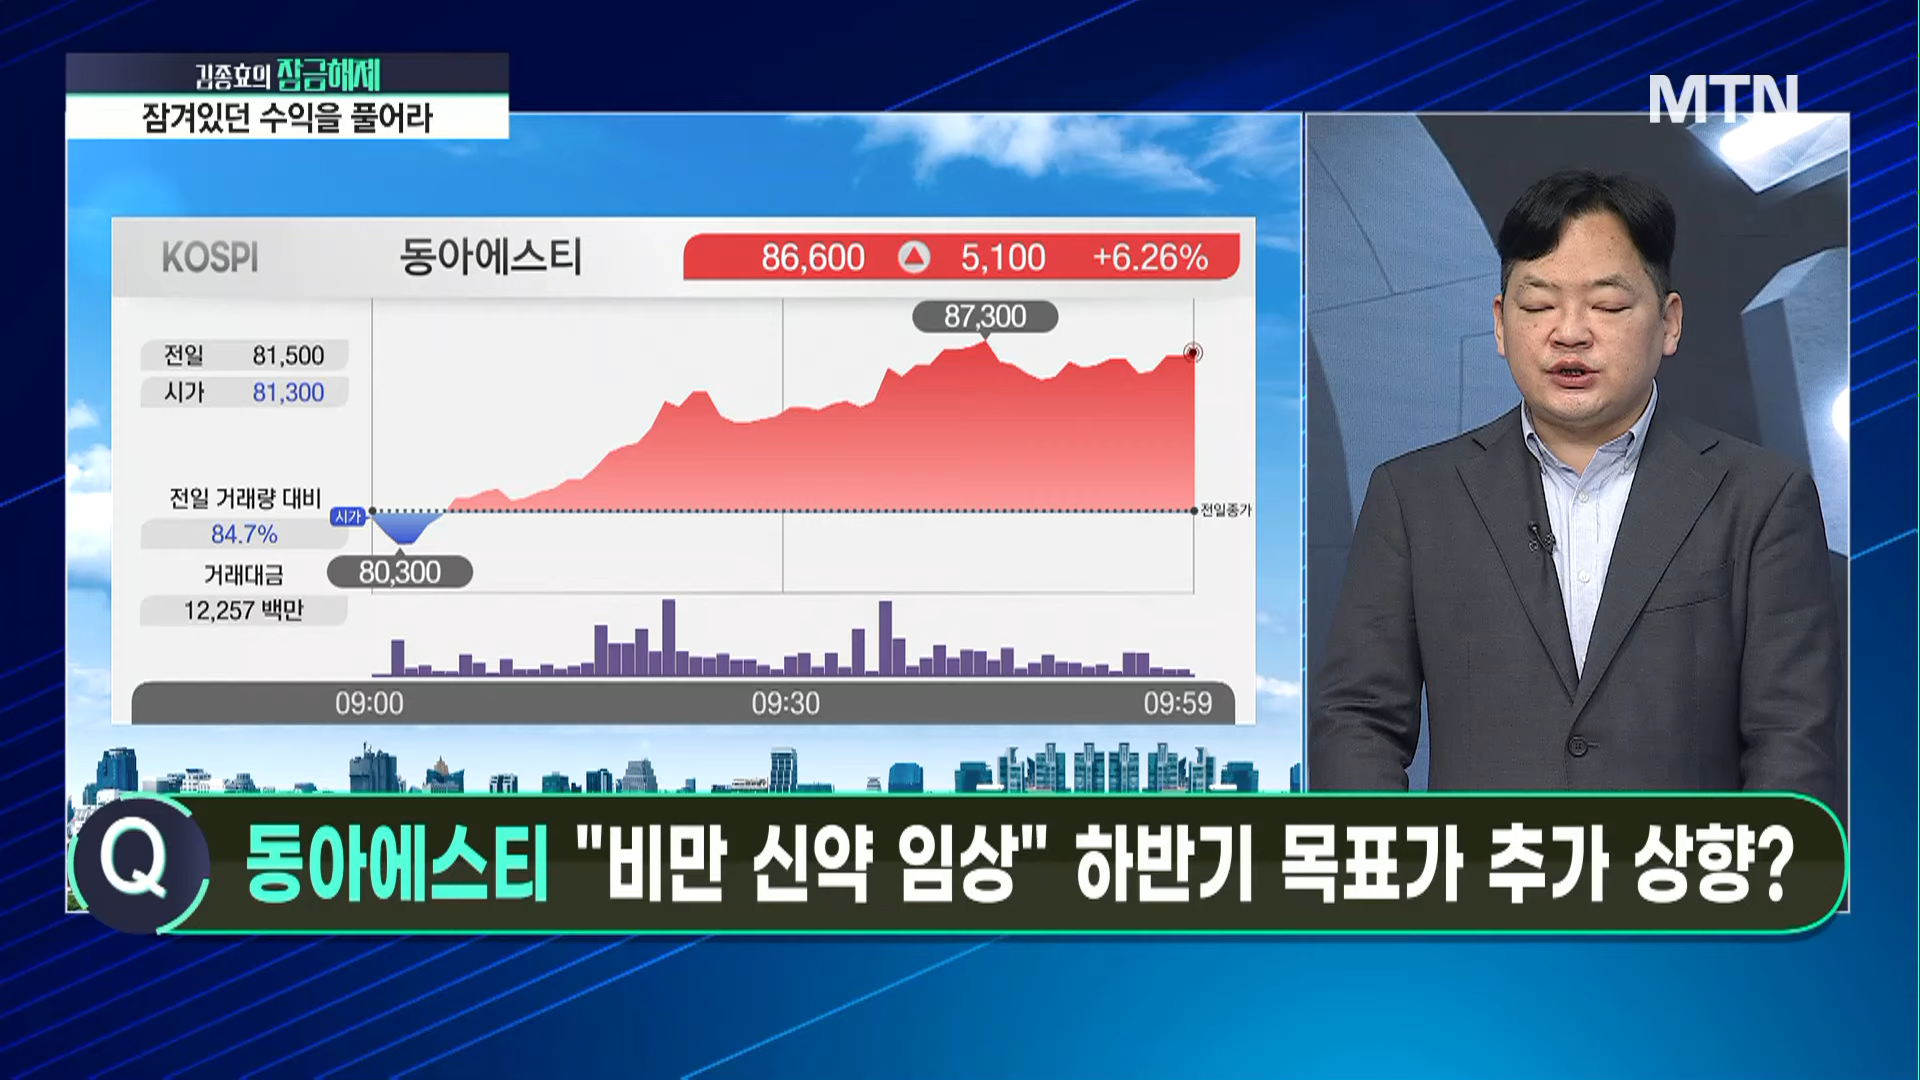 김종효의 잠금해제
잠겨있던 수익을 풀어라
MTN
KOSPI 동아에스티 86,600 5,100 +6.26%
87,300
전일 81,500
시가 81,300
전일 거래량 대비
84.7%
시가
전일종가
거래대금
80,300
12,257 백만
09:00 09:30 09:59
Q 동아에스티 "비만 신약 임상" 하반기 목표가 추가 상향?